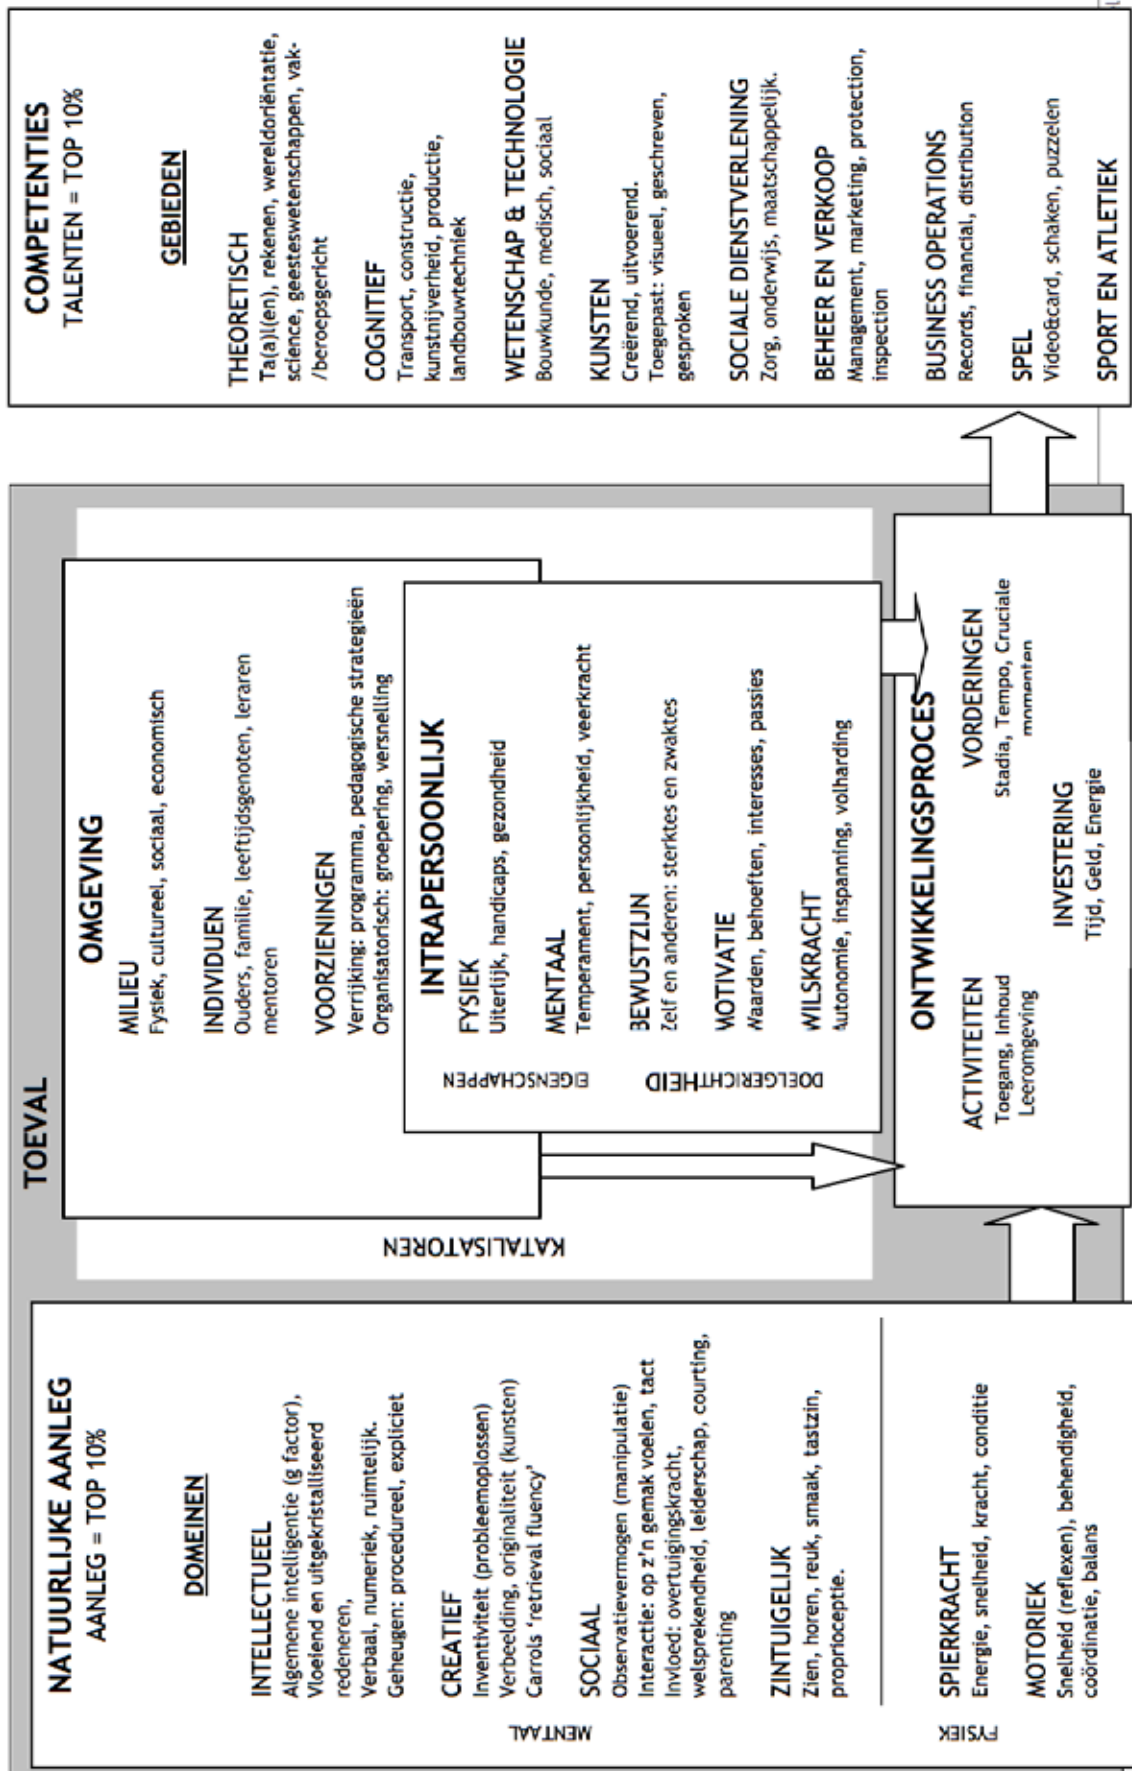 NATUURLIJKE AANLEG
AANLEG = TOP 10%
DOMEINEN
MENTAAL
INTELLECTUEEL
Algemene intelligentie (g factor),
Vloeiend en uitgekristalliseerd
redeneren,
Verbaal, numeriek, ruimtelijk.
Geheugen: procedureel, expliciet
CREATIEF
Inventiviteit (probleemoplossen)
Verbeelding, originaliteit (kunsten)
Carrols ‘retrieval fluency’
SOCIAAL
Observatievermogen (manipulatie)
Interactie: op z’n gemak voelen, tact
Invloed: overtuigingskracht,
welsprekendheid, leiderschap, courting,
parenting
ZINTUIGELIJK
Zien, horen, reuk, smaak, tastzin,
proprioceptie.
FYSIEK
SPIERKRACHT
Energie, snelheid, kracht, conditie
MOTORIEK
Snelheid (reflexen), behendigheid,
coördinatie, balans
TOEVAL
KATALISATOREN
OMGEVING
MILIEU
Fysiek, cultureel, sociaal, economisch
INDIVIDUEN
Ouders, familie, leeftijdsgenoten, leraren
mentoren
VOORZIENINGEN
Verrijking: programma, pedagogische strategieën
Organisatorisch: groepering, versnelling
INTRAPERSOONLIJK
EIGENSCHAPPEN
FYSIEK
Uiterlijk, handicaps, gezondheid
MENTAAL
Temperament, persoonlijkheid, veerkracht
DOELGERICHTHEID
BEWUSTZIJN
Zelf en anderen: sterktes en zwaktes
MOTIVATIE
Waarden, behoeften, interesses, passies
WILSKRACHT
Autonomie, inspanning, volharding
ONTWIKKELINGSPROCES
ACTIVITEITEN
Toegang, Inhoud
Leeromgeving
VORDERINGEN
Stadia, Tempo, Cruciale
momenten
INVESTERING
Tijd, Geld, Energie
COMPETENTIES
TALENTEN = TOP 10%
GEBIEDEN
THEORETISCH
Ta(a)l(en), rekenen, wereldoriëntatie,
science, geesteswetenschappen, vak-
/beroepsgericht
COGNITIEF
Transport, constructie,
kunstnijverheid, productie,
landbouwtechniek
WETENSCHAP & TECHNOLOGIE
Bouwkunde, medisch, sociaal
KUNSTEN
Creërend, uitvoerend.
Toegepast: visueel, geschreven,
gesproken
SOCIALE DIENSTVERLENING
Zorg, onderwijs, maatschappelijk.
BEHEER EN VERKOOP
Management, marketing, protection,
inspection
BUSINESS OPERATIONS
Records, financial, distribution
SPEL
Video&card, schaken, puzzelen
SPORT EN ATLETIEK